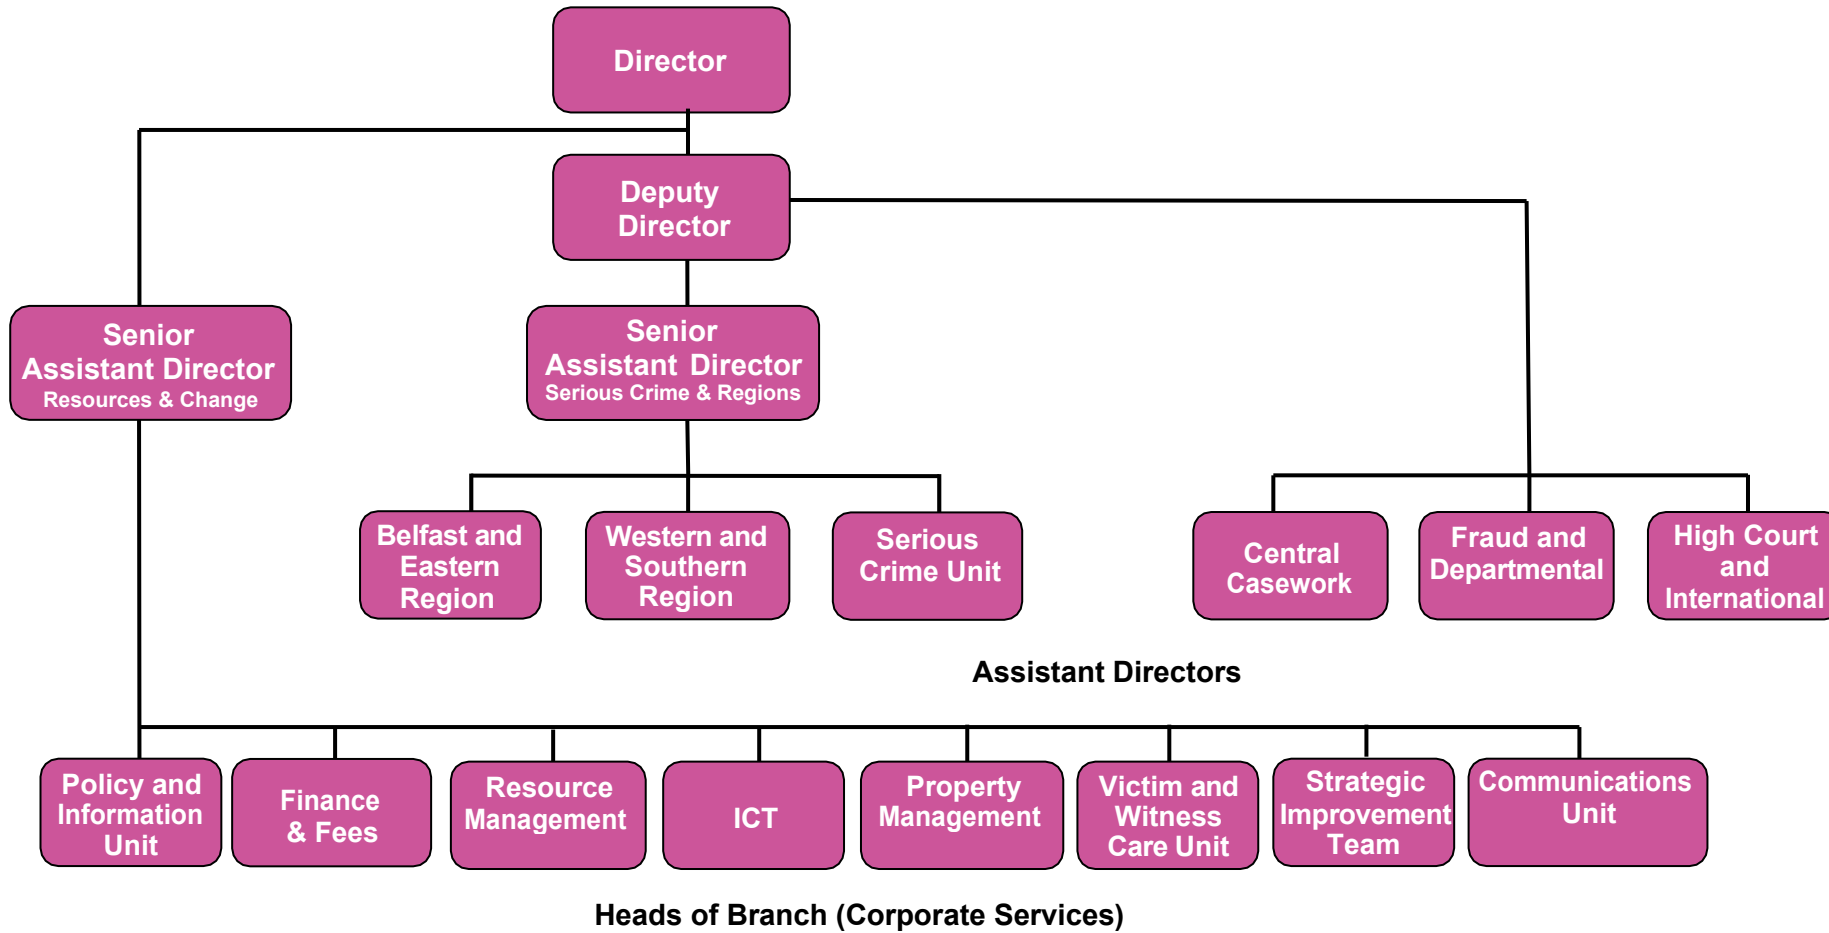 Director
Deputy
Director
Senior
Assistant Director
Resources & Change
Senior
Assistant Director
Serious Crime & Regions
Belfast and
Eastern
Region
Western and
Southern
Region
Serious
Crime Unit
Central
Casework
Fraud and
Departmental
High Court
and
International
Assistant Directors
Policy and
Information
Unit
Finance
& Fees
Resource
Management
ICT
Property
Management
Victim and
Witness
Care Unit
Strategic
Improvement
Team
Communications
Unit
Heads of Branch (Corporate Services)